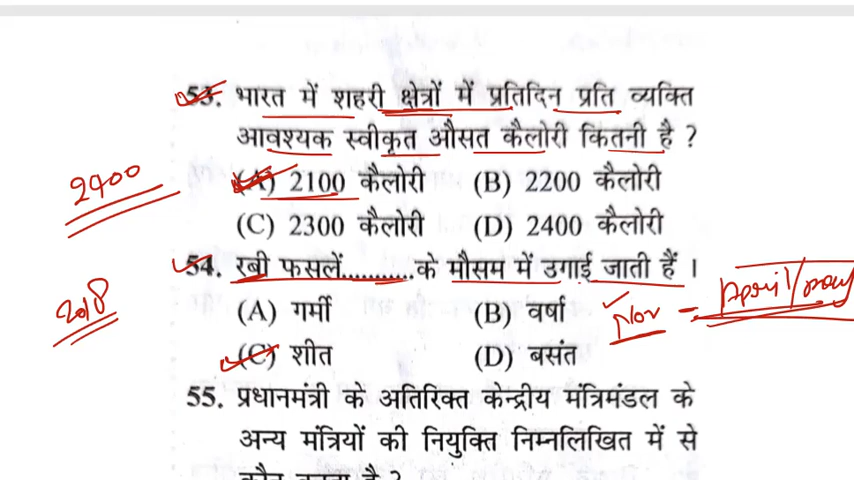 53. भारत में शहरी क्षेत्रों में प्रतिदिन प्रति व्यक्ति
आवश्यक स्वीकृत औसत कैलोरी कितनी है ?
(A) 2100 कैलोरी (B) 2200 कैलोरी
2400
(C) 2300 कैलोरी (D) 2400 कैलोरी
54. रबी फसलें...........के मौसम में उगाई जाती हैं ।
2018
(A) गर्मी (B) वर्षा
Nov - April/may
(C) शीत (D) बसंत
55. प्रधानमंत्री के अतिरिक्त केन्द्रीय मंत्रिमंडल के
अन्य मंत्रियों की नियुक्ति निम्नलिखित में से
कौन करता है ?